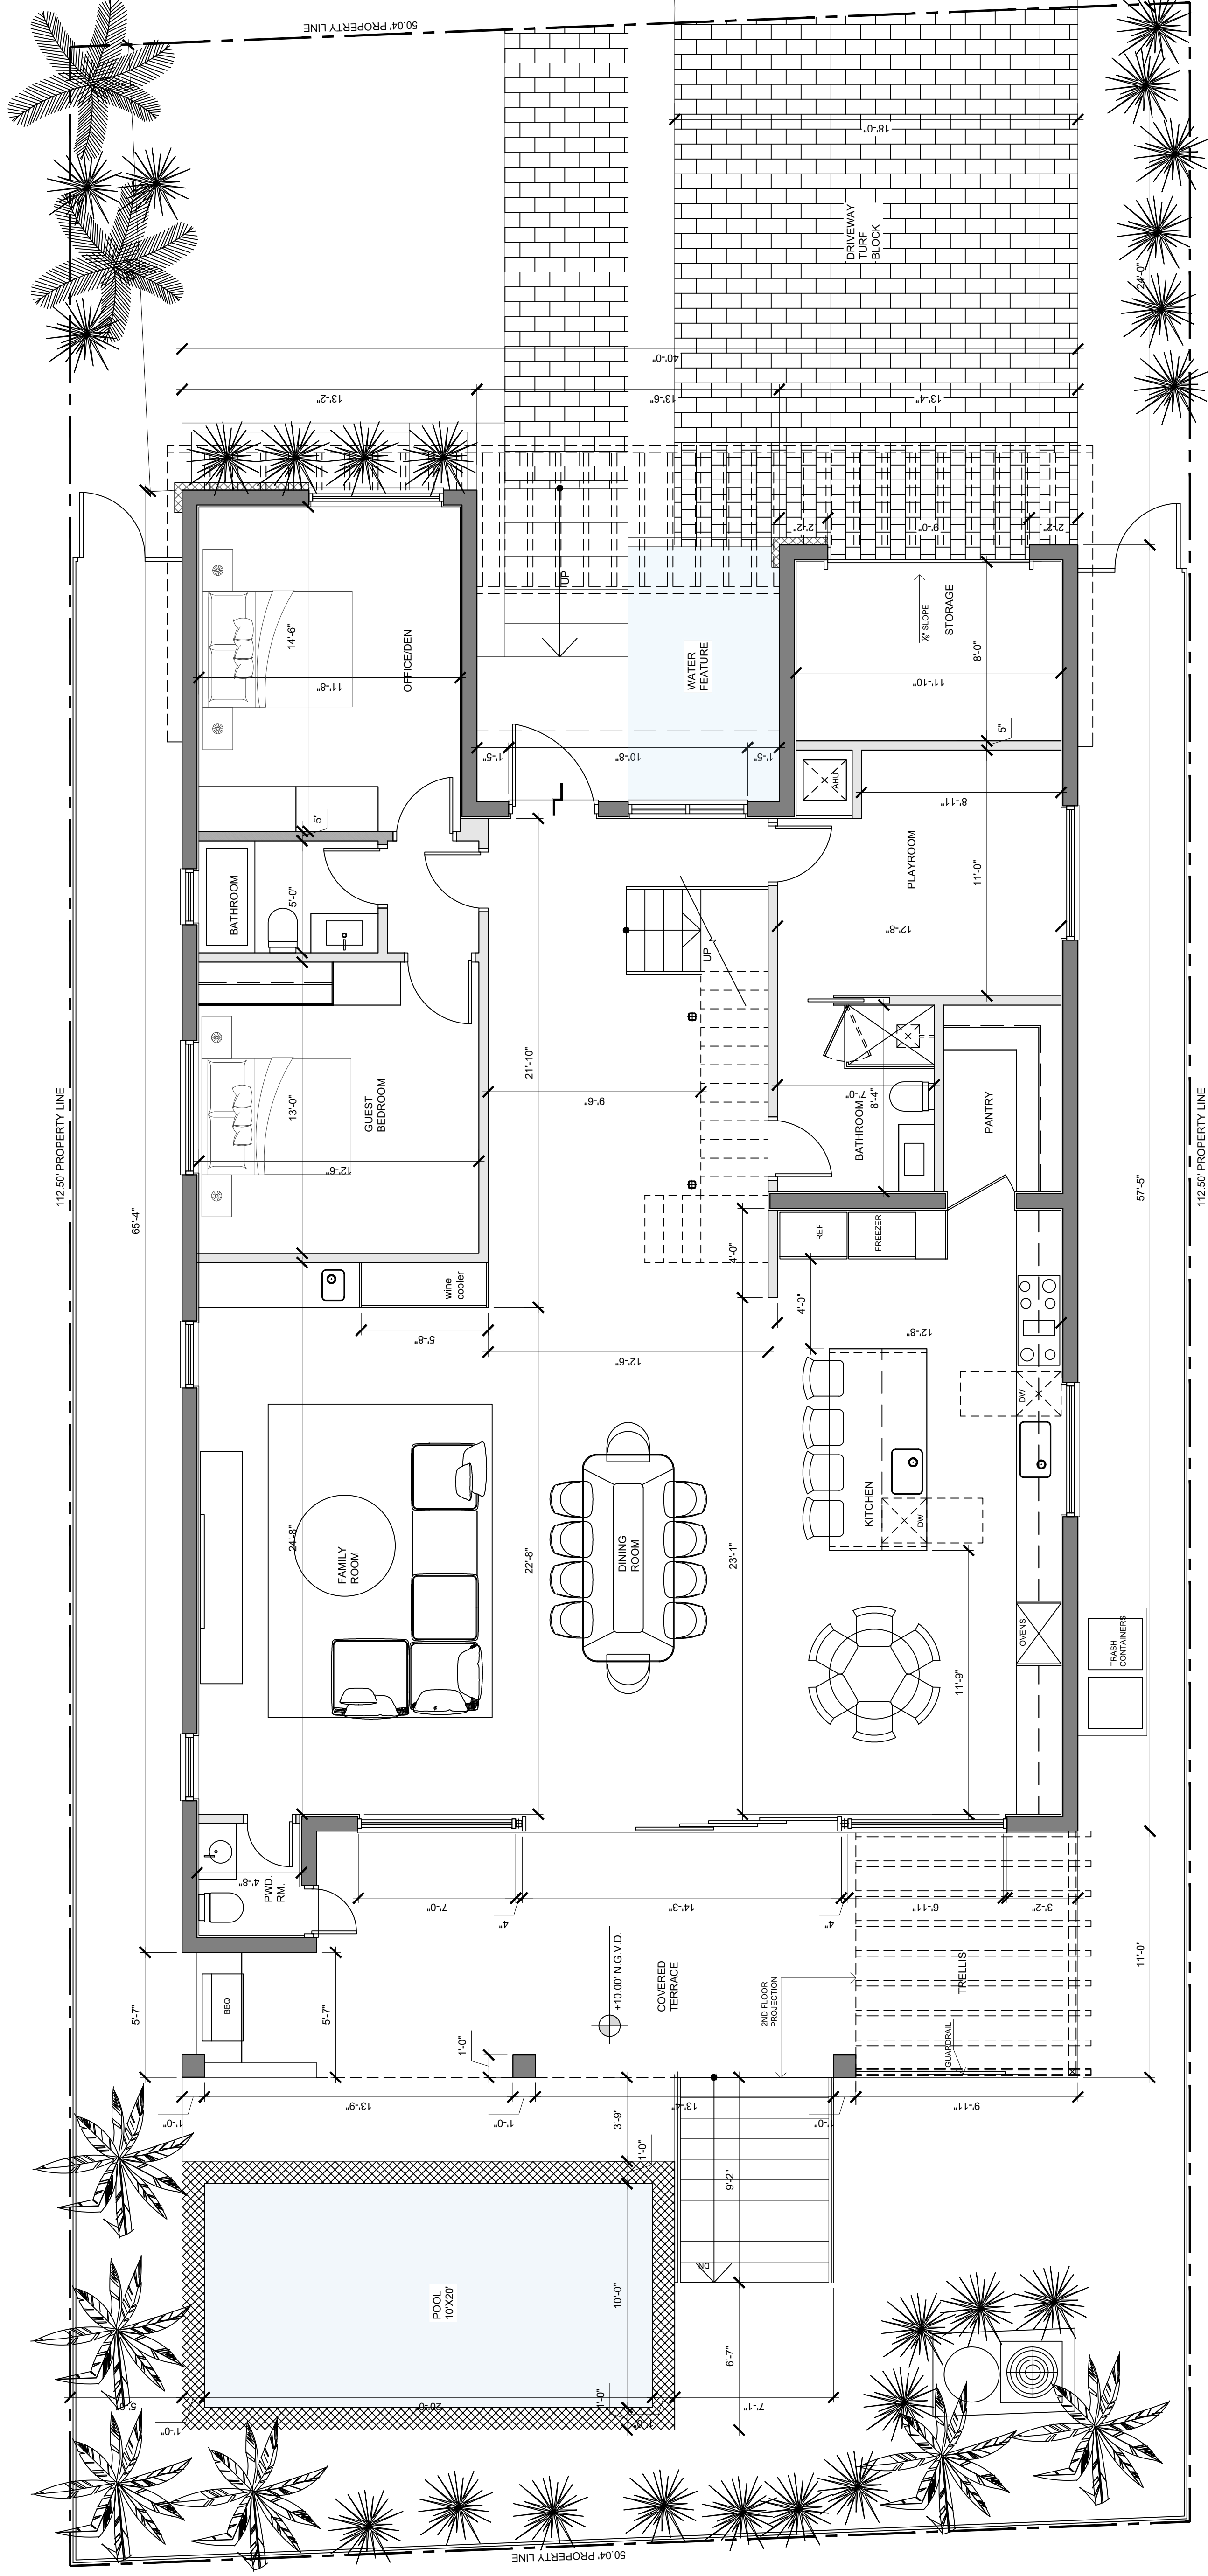 50.04' PROPERTY LINE
18'-0"
DRIVEWAY
TURF
BLOCK
24'-0"
40'-0"
13'-2"
13'-6"
13'-4"
2'-2"
9'-0"
2'-2"
UP
14'-6"
OFFICE/DEN
11'-8"
WATER
FEATURE
⅛" SLOPE
STORAGE
8'-0"
11'-10"
5"
1'-5"
10'-8"
1'-5"
AHU
8'-11"
5"
BATHROOM
5'-0"
PLAYROOM
11'-0"
12'-8"
UP
21'-10"
9'-6"
13'-0"
GUEST
BEDROOM
12'-6"
7'-0"
8'-4"
BATHROOM
PANTRY
112.50' PROPERTY LINE
65'-4"
57'-5"
112.50' PROPERTY LINE
wine
cooler
4'-0"
REF
FREEZER
4'-0"
5'-8"
12'-6"
12'-8"
DW
24'-8"
FAMILY
ROOM
22'-8"
DINING
ROOM
23'-1"
KITCHEN
DW
OVENS
TRASH
CONTAINERS
11'-9"
4'-8"
PWD.
RM.
7'-0"
4"
14'-3"
4"
6'-11"
3'-2"
5'-7"
BBQ
5'-7"
1'-0"
+10.00' N.G.V.D.
COVERED
TERRACE
2ND FLOOR
PROJECTION
TRELLIS
GUARDRAIL
11'-0"
1'-0"
13'-9"
1'-0"
3'-9"
13'-4"
1'-0"
9'-11"
1'-0"
9'-2"
DN
POOL
10'X20'
10'-0"
6'-7"
5'-0"
20'-0"
1'-0"
7'-1"
1'-0"
1'-0"
50.04' PROPERTY LINE